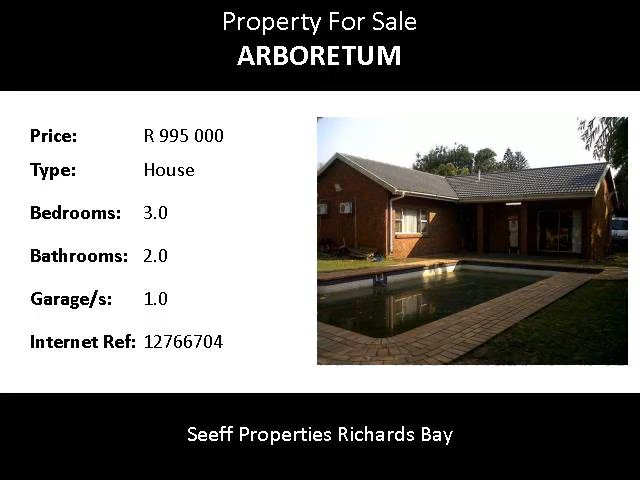 Property For Sale
ARBORETUM
Price: R 995 000
Type: House
Bedrooms: 3.0
Bathrooms: 2.0
Garage/s: 1.0
Internet Ref: 12766704
Seeff Properties Richards Bay